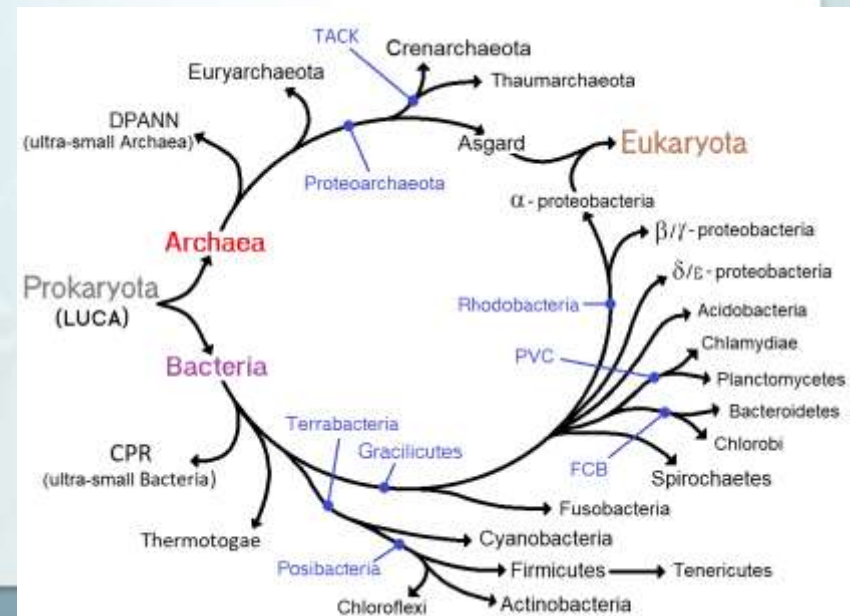 TACK
Crenarchaeota
Euryarchaeota
Thaumarchaeota
DPANN
(ultra-small Archaea)
Asgard
Eukaryota
Proteoarchaeota
α- proteobacteria
Archaea
β/γ- proteobacteria
δ/ε- proteobacteria
Prokaryota
(LUCA)
Rhodobacteria
Acidobacteria
Chlamydiae
PVC
Planctomycetes
Bacteria
Bacteroidetes
Terrabacteria
Chlorobi
Gracilicutes
CPR
(ultra-small Bacteria)
FCB
Spirochaetes
Fusobacteria
Thermotogae
Cyanobacteria
Posibacteria
Firmicutes
Tenericutes
Chloroflexi
Actinobacteria